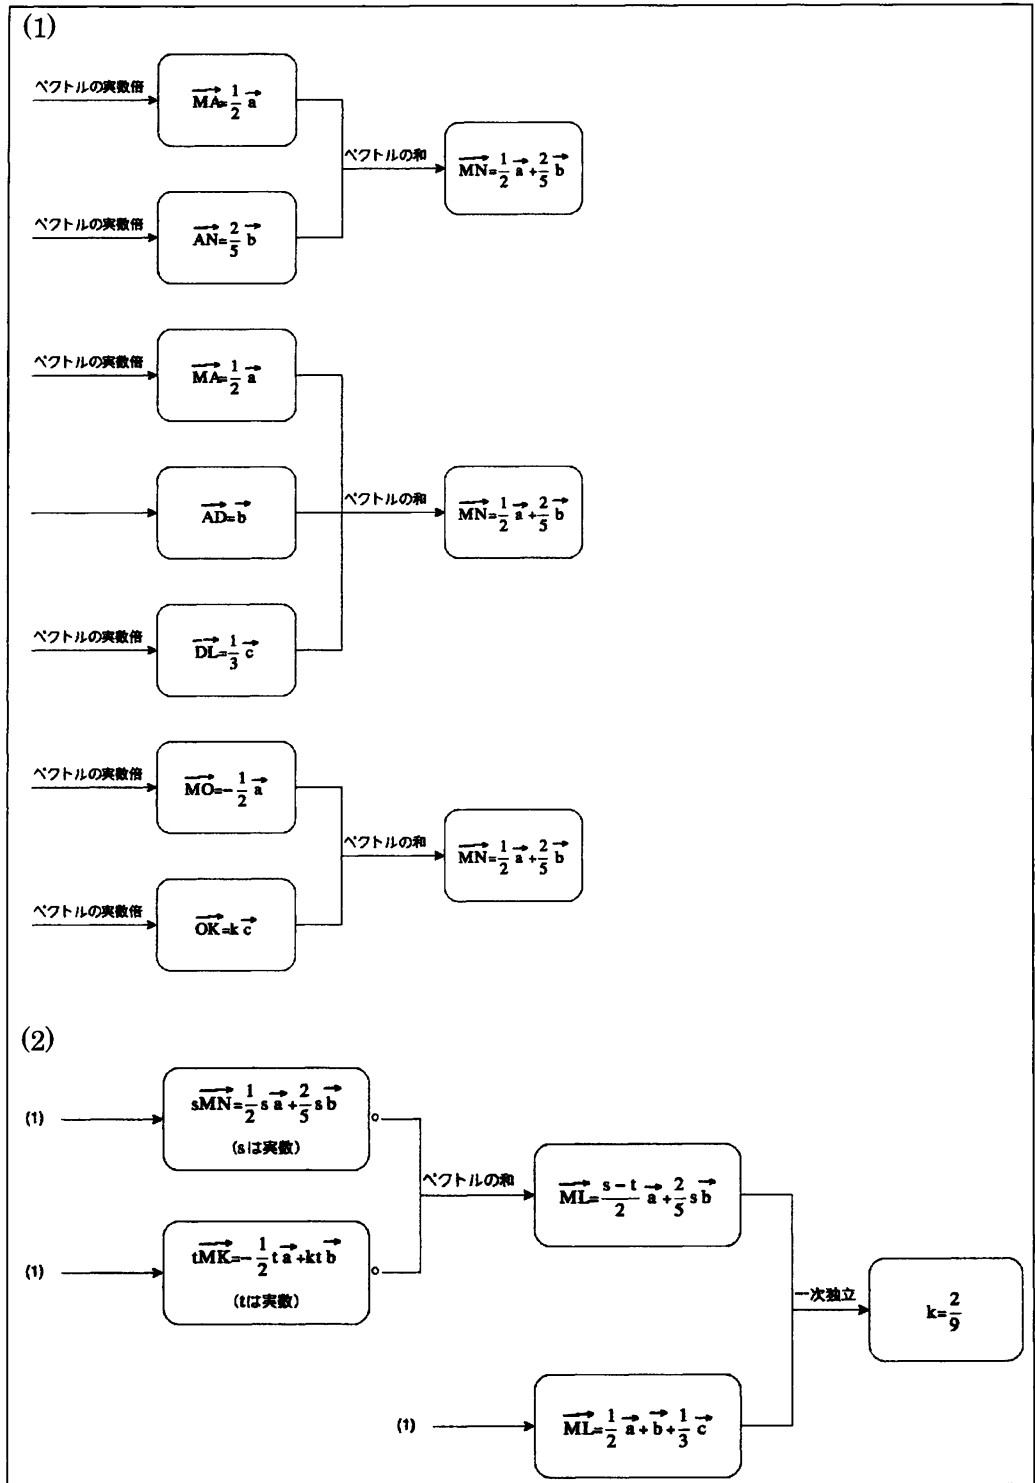 (1)
ベクトルの実数倍
MA=1/2 a
ベクトルの和
MN=1/2 a+2/5 b
ベクトルの実数倍
AN=2/5 b
ベクトルの実数倍
MA=1/2 a
AD=b
ベクトルの和
MN=1/2 a+2/5 b
ベクトルの実数倍
DL=1/3 c
ベクトルの実数倍
MO=-1/2 a
ベクトルの和
MN=1/2 a+2/5 b
ベクトルの実数倍
OK=k c
(2)
(1)
sMN=1/2 s a+2/5 s b
(sは実数)
ベクトルの和
ML=s-t/2 a+2/5 s b
(1)
tMK=-1/2 t a+kt b
(tは実数)
一次独立
k=2/9
(1)
ML=1/2 a+b+1/3 c